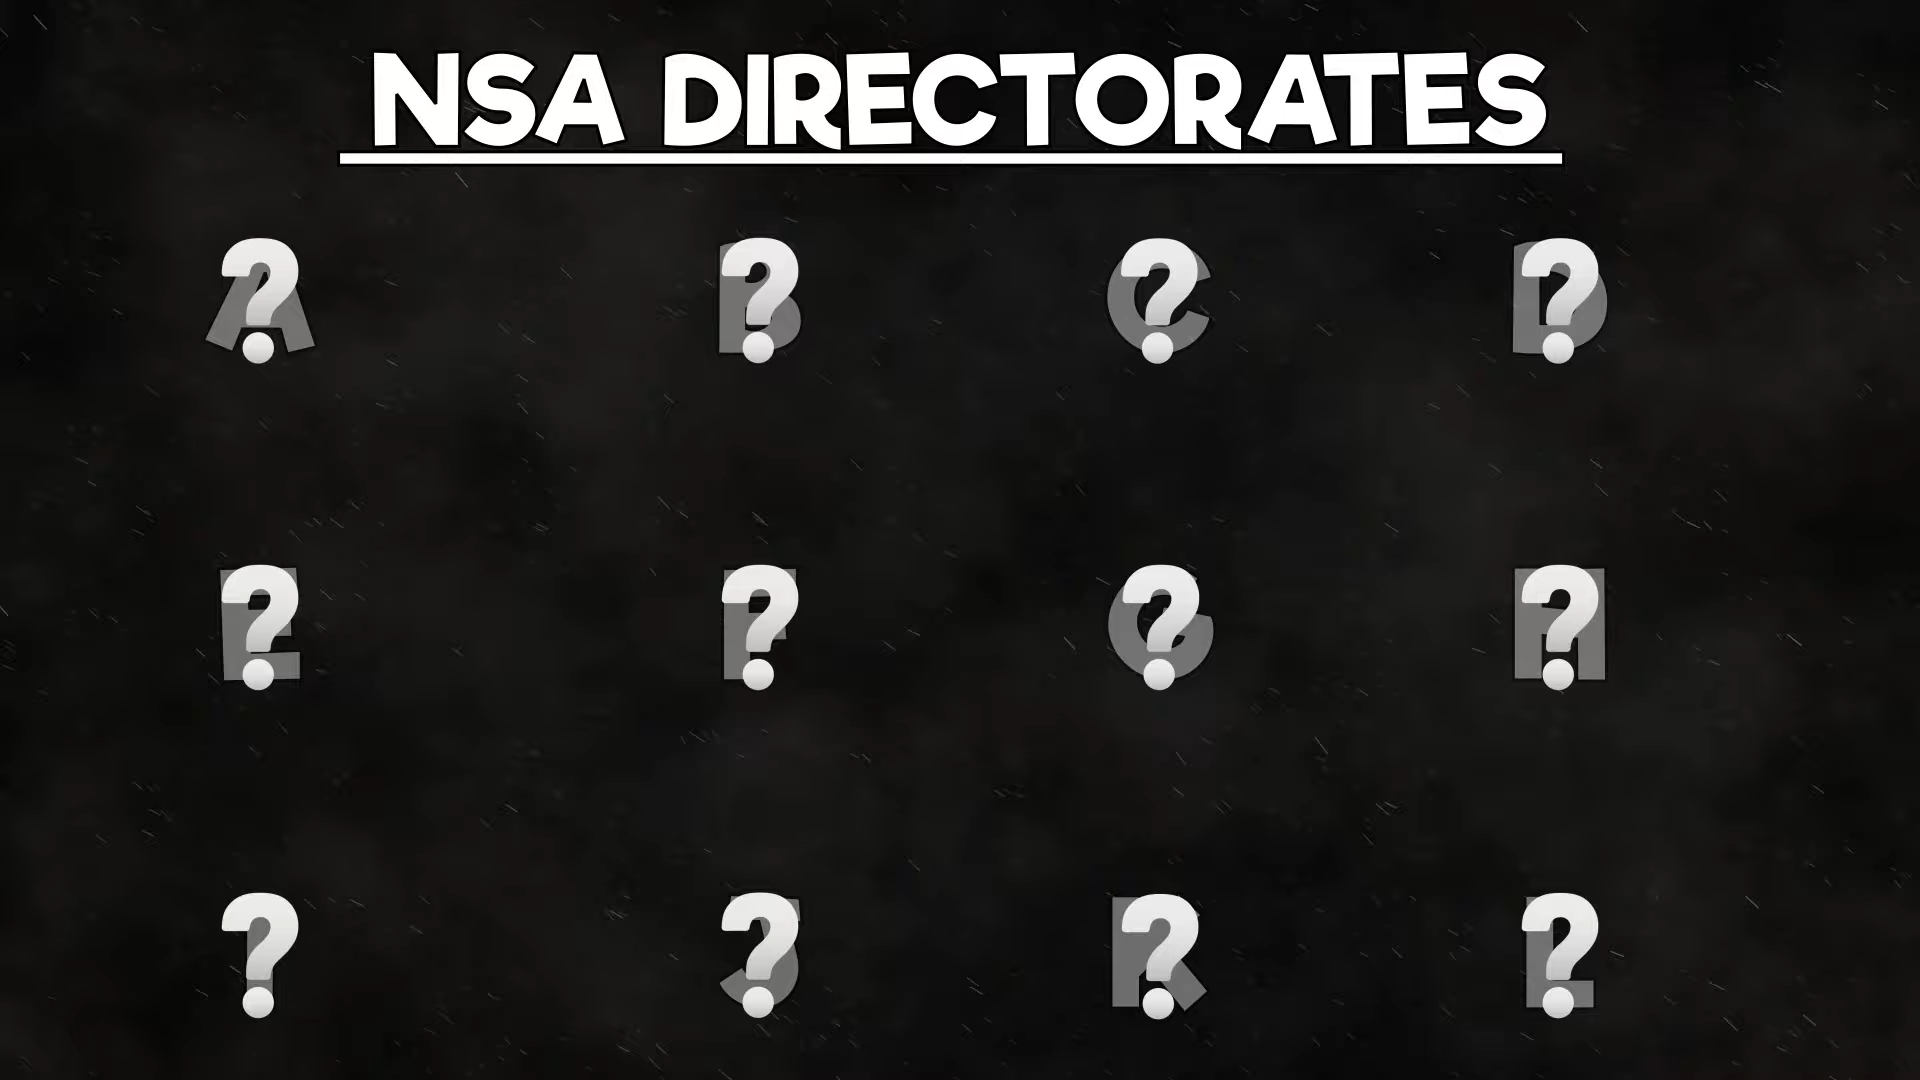 NSA DIRECTORATES
A? B? C? D?
E? F? G? H?
I? J? K? L?